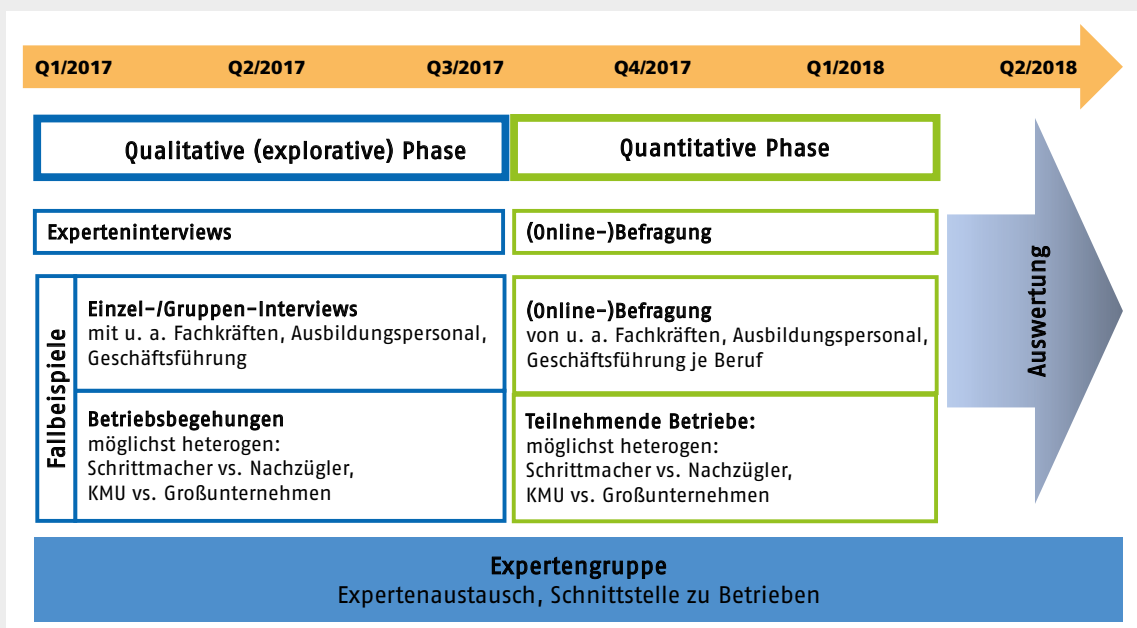 Q1/2017 Q2/2017 Q3/2017 Q4/2017 Q1/2018 Q2/2018
Qualitative (explorative) Phase
Quantitative Phase
Experteninterviews
(Online-)Befragung
Fallbeispiele
Einzel-/Gruppen-Interviews
mit u. a. Fachkräften, Ausbildungspersonal,
Geschäftsführung
(Online-)Befragung
von u. a. Fachkräften, Ausbildungspersonal,
Geschäftsführung je Beruf
Betriebsbegehungen
möglichst heterogen:
Schrittmacher vs. Nachzügler,
KMU vs. Großunternehmen
Teilnehmende Betriebe:
möglichst heterogen:
Schrittmacher vs. Nachzügler,
KMU vs. Großunternehmen
Auswertung
Expertengruppe
Expertenaustausch, Schnittstelle zu Betrieben